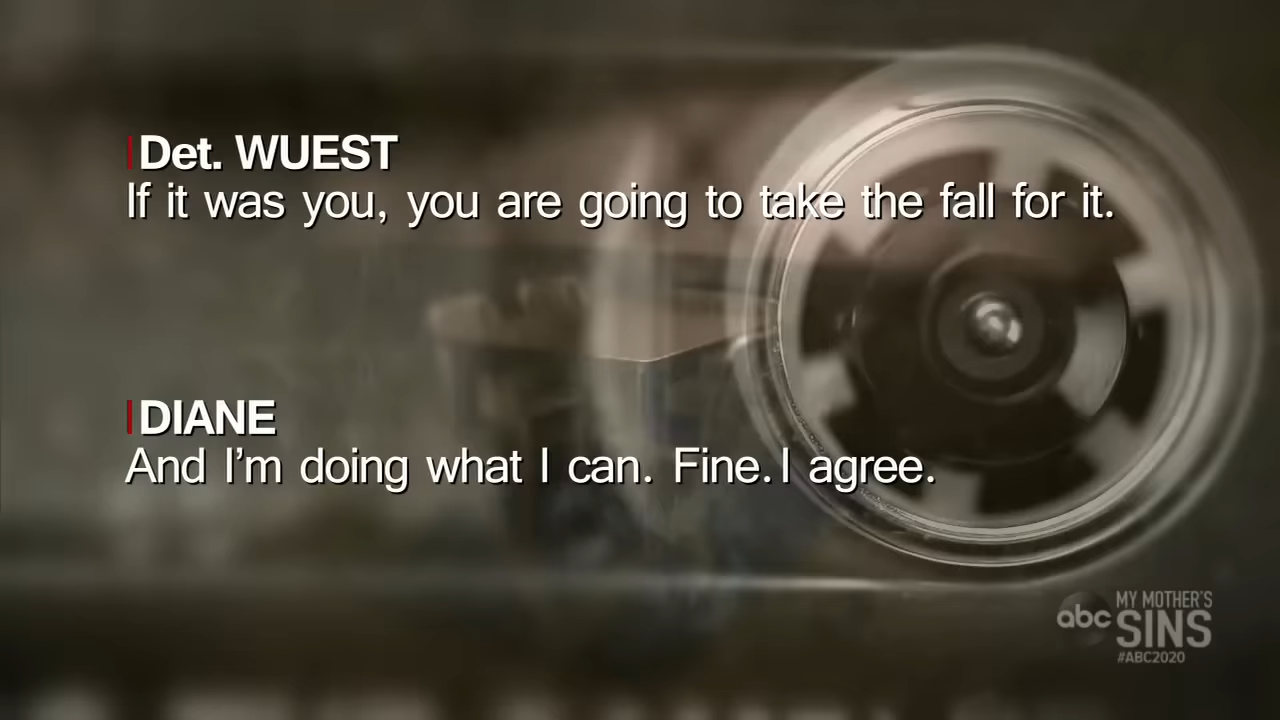 Det. WUEST
If it was you, you are going to take the fall for it.
DIANE
And I’m doing what I can. Fine. I agree.
abc
MY MOTHER'S
SINS
#ABC2020